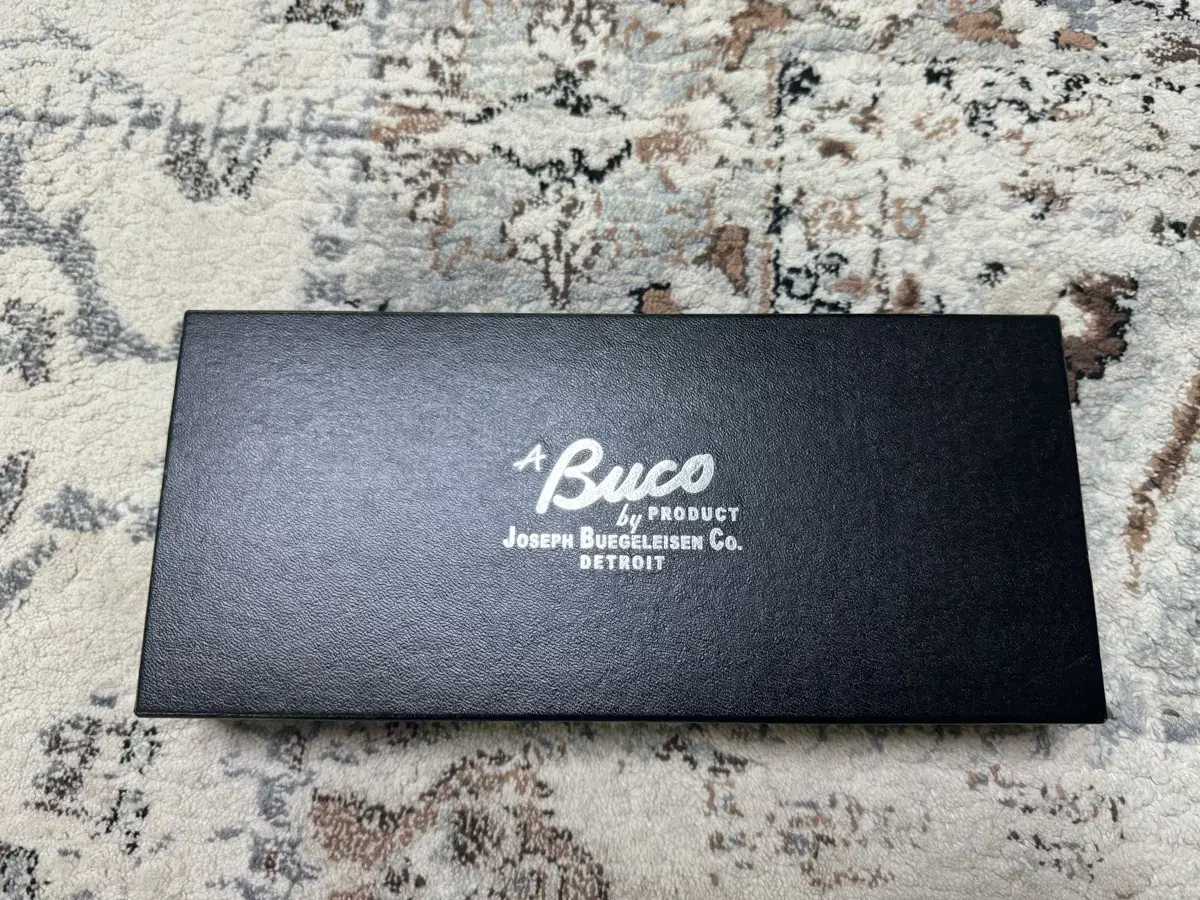 A Buco
by PRODUCT
JOSEPH BUEGELEISEN CO.
DETROIT